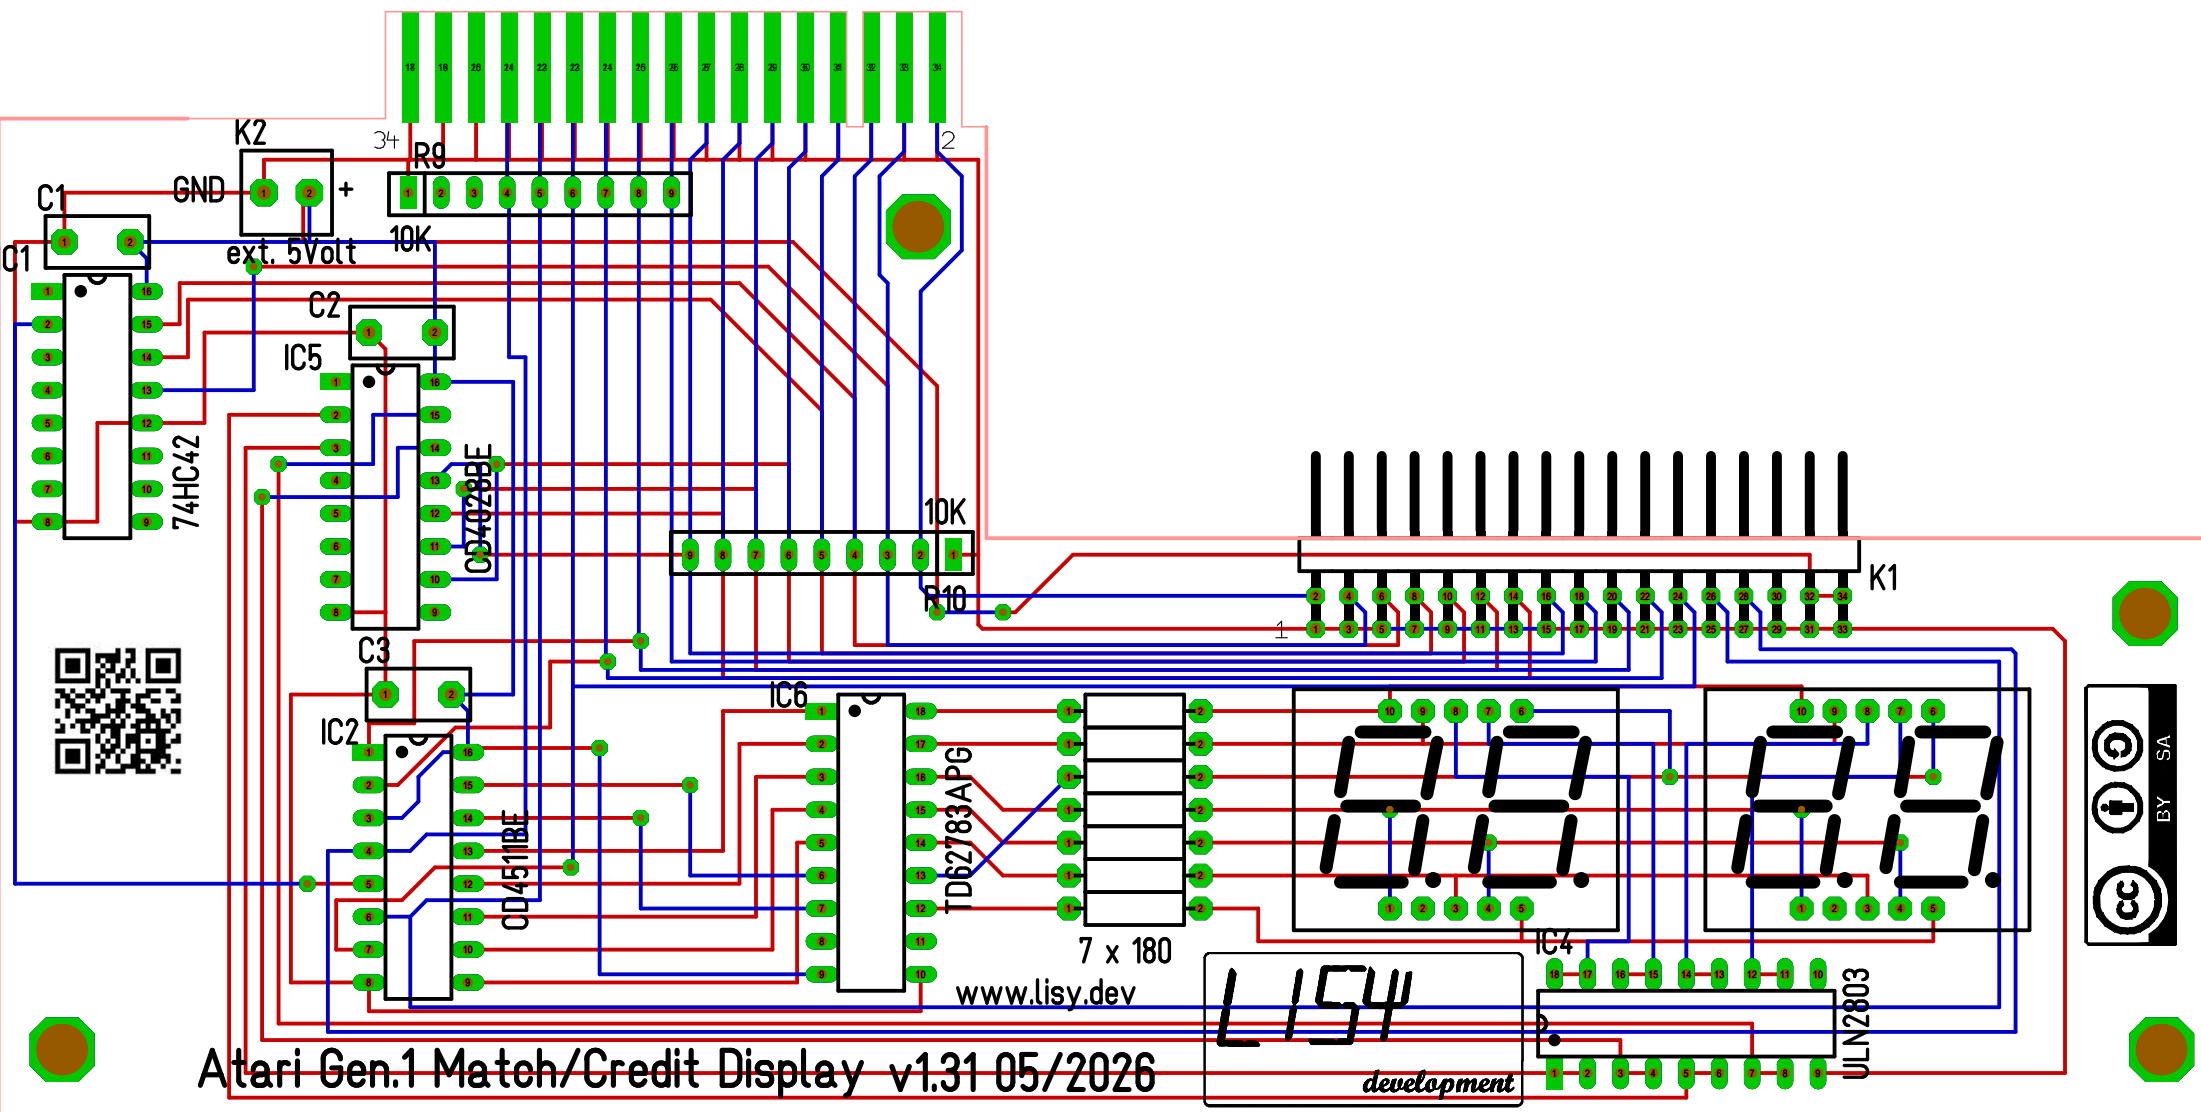 34
2
K2
R9
GND
+
C1
10K
ext. 5Volt
C1
C2
IC5
74HC42
CD4028BE
10K
R10
K1
1
C3
IC6
IC2
TD62783APG
CD4511BE
BY SA
cc
7 x 180
IC4
www.lisy.dev
LISY
ULN2803
Atari Gen.1 Match/Credit Display v1.31 05/2026
development